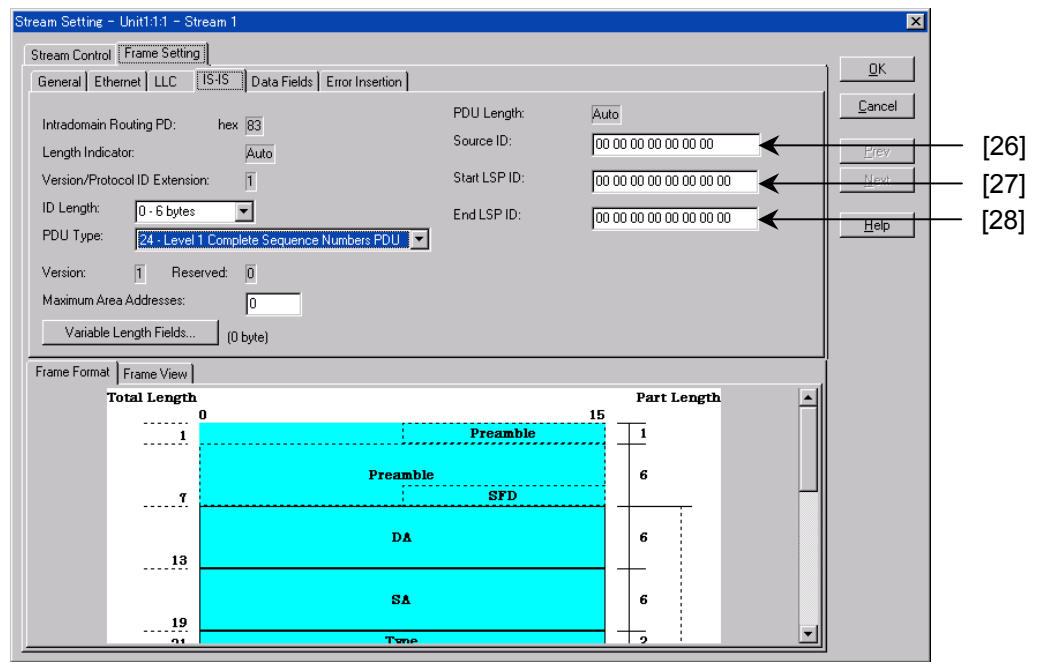 Stream Setting - Unit1:1:1 - Stream 1
Stream Control Frame Setting
General Ethernet LLC IS-IS Data Fields Error Insertion
Intradomain Routing PD: hex 83
Length Indicator: Auto
Version/Protocol ID Extension: 1
ID Length: 0 - 6 bytes
PDU Type: 24 - Level 1 Complete Sequence Numbers PDU
Version: 1 Reserved: 0
Maximum Area Addresses: 0
Variable Length Fields... (0 byte)
PDU Length: Auto
Source ID: 00 00 00 00 00 00 00
Start LSP ID: 00 00 00 00 00 00 00 00
End LSP ID: 00 00 00 00 00 00 00 00
OK
Cancel
Prev
Next
Help
[26]
[27]
[28]
Frame Format Frame View
Total Length Part Length
0 15
1 Preamble 1
Preamble 6
7 SFD
DA 6
13
SA 6
19
21 Type 2